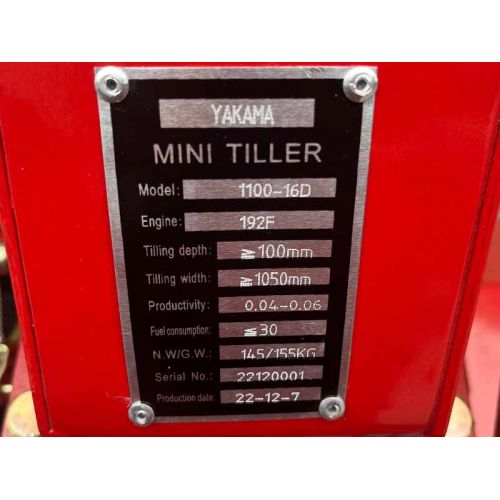 YAKAMA
MINI TILLER
Model: 1100-16D
Engine: 192F
Tilling depth: ≧100mm
Tilling width: ≧1050mm
Productivity: 0.04-0.06
Fuel consumption: ≦30
N.W/G.W.: 145/155KG
Serial No.: 22120001
Production date: 22-12-7